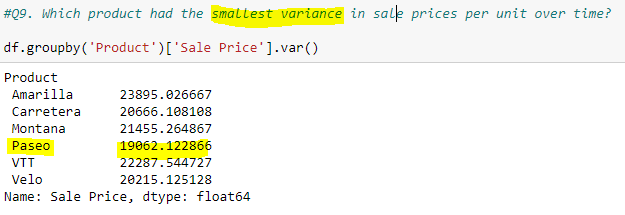 #Q9. Which product had the smallest variance in sale prices per unit over time?
df.groupby('Product')['Sale Price'].var()
Product
Amarilla 23895.026667
Carretera 20666.108108
Montana 21455.264867
Paseo 19062.122866
VTT 22287.544727
Velo 20215.125128
Name: Sale Price, dtype: float64